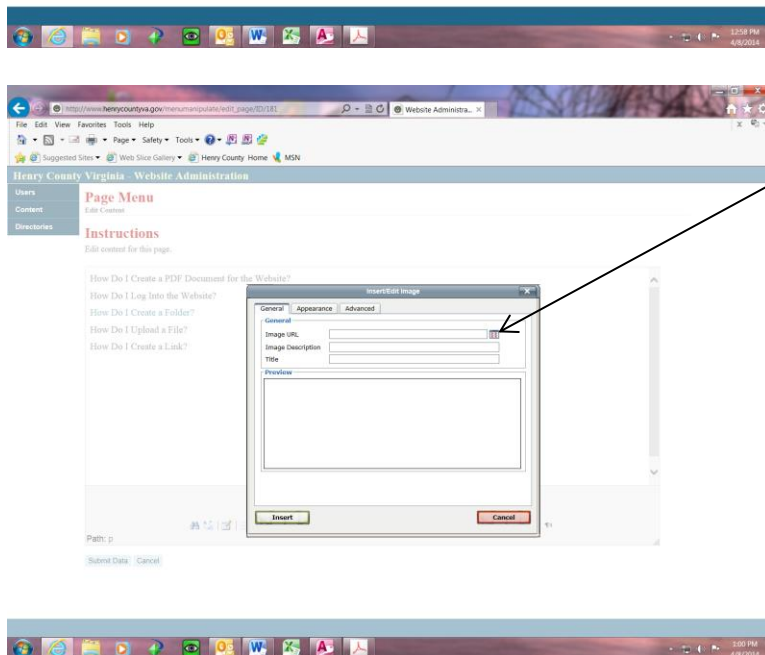 12:58 PM
4/8/2014
http://www.henrycountyva.gov/menumanipulate/edit_page/ID/181
Website Administra...
File Edit View Favorites Tools Help
Page Safety Tools
Suggested Sites Web Slice Gallery Henry County Home MSN
Henry County Virginia - Website Administration
Users
Content
Directories
Page Menu
Edit Content
Instructions
Edit content for this page.
How Do I Create a PDF Document for the Website?
How Do I Log Into the Website?
How Do I Create a Folder?
How Do I Upload a File?
How Do I Create a Link?
Insert/Edit Image
General Appearance Advanced
General
Image URL
Image Description
Title
Preview
Insert Cancel
Path: p
Submit Data Cancel
1:00 PM
4/8/2014